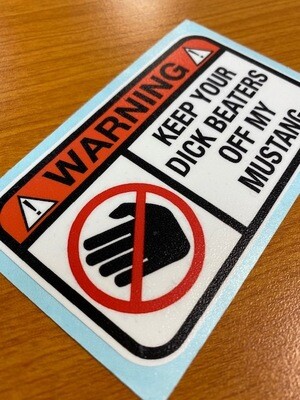 WARNING
KEEP YOUR
DICK BEATERS
OFF MY
MUSTANG